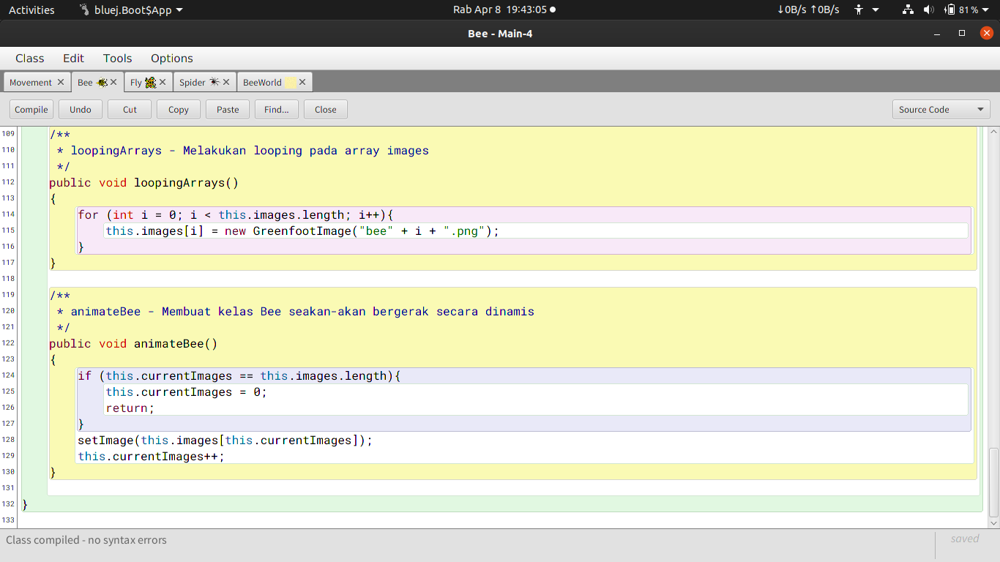 Activities bluej.Boot$App Rab Apr 8 19:43:05 ↓0B/s ↑0B/s 81%
Bee - Main-4
Class Edit Tools Options
Movement Bee Fly Spider BeeWorld
Compile Undo Cut Copy Paste Find... Close Source Code
109 /**
110 * loopingArrays - Melakukan looping pada array images
111 */
112 public void loopingArrays()
113 {
114 for (int i = 0; i < this.images.length; i++){
115 this.images[i] = new GreenfootImage("bee" + i + ".png");
116 }
117 }
118
119 /**
120 * animateBee - Membuat kelas Bee seakan-akan bergerak secara dinamis
121 */
122 public void animateBee()
123 {
124 if (this.currentImages == this.images.length){
125 this.currentImages = 0;
126 return;
127 }
128 setImage(this.images[this.currentImages]);
129 this.currentImages++;
130 }
131
132 }
133
Class compiled - no syntax errors saved